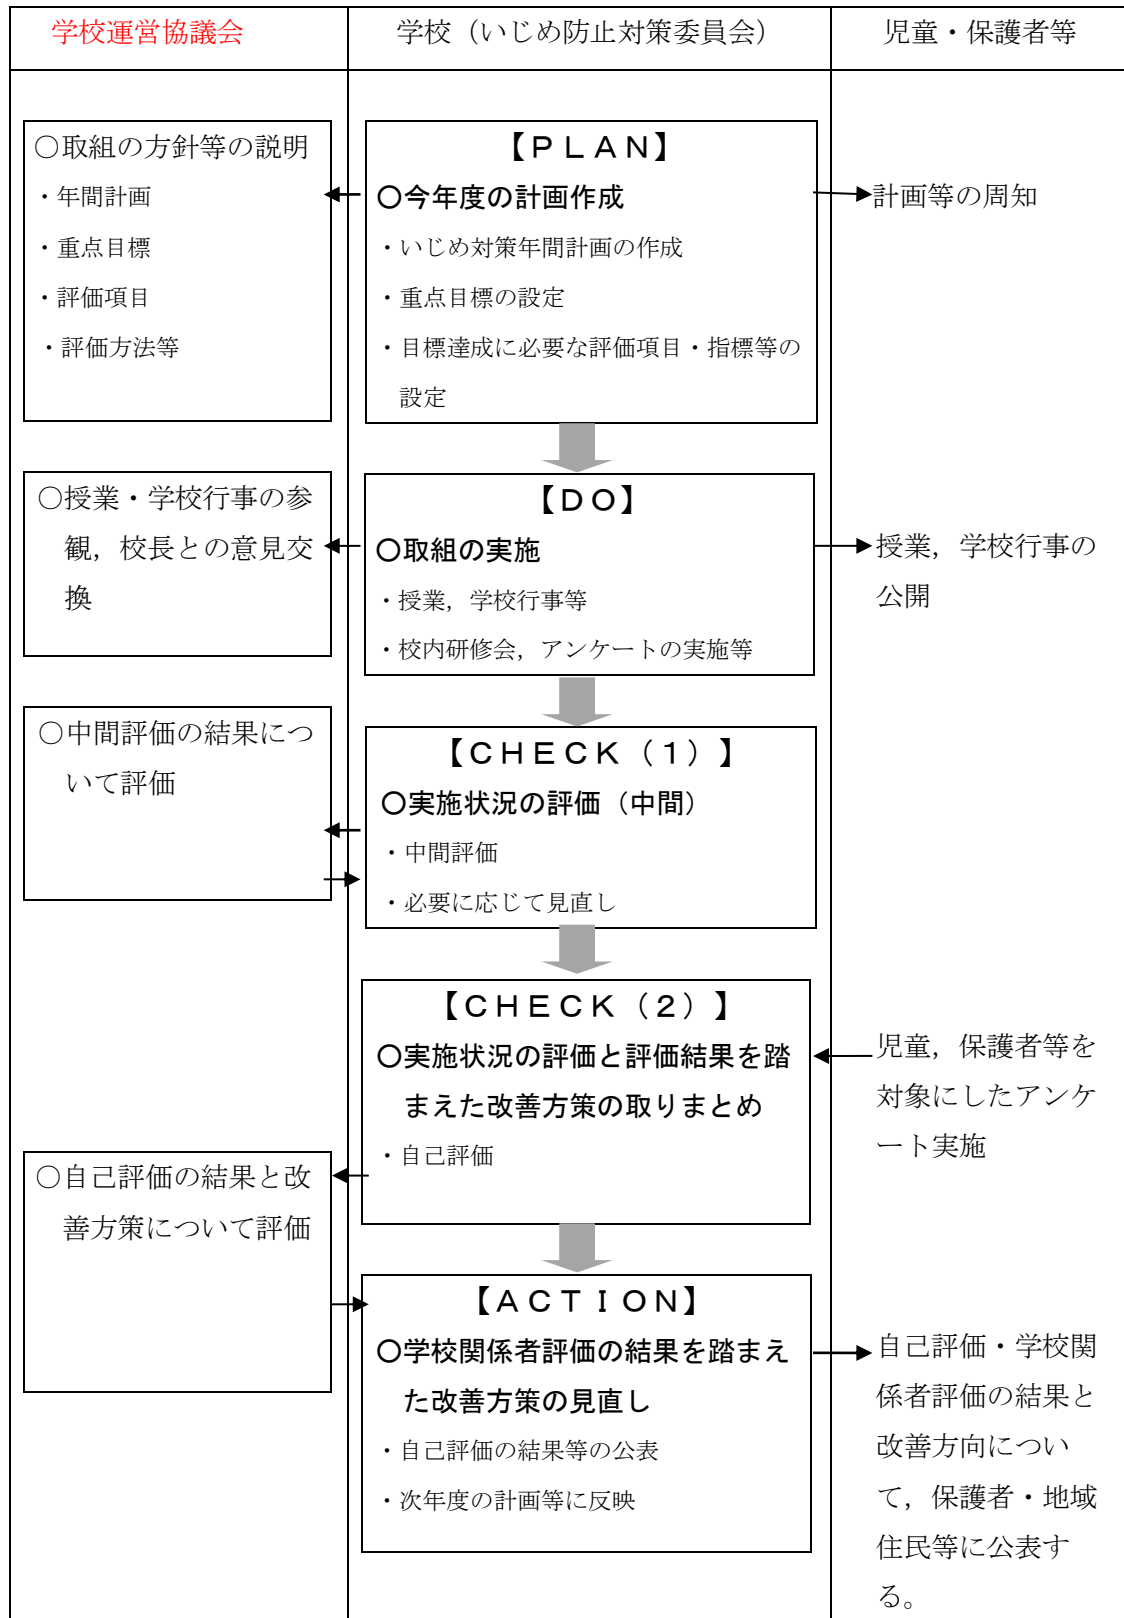 学校運営協議会
学校（いじめ防止対策委員会）
児童・保護者等
○取組の方針等の説明
・年間計画
・重点目標
・評価項目
・評価方法等
【ＰＬＡＮ】
○今年度の計画作成
・いじめ対策年間計画の作成
・重点目標の設定
・目標達成に必要な評価項目・指標等の
設定
計画等の周知
○授業・学校行事の参
観，校長との意見交
換
【ＤＯ】
○取組の実施
・授業，学校行事等
・校内研修会，アンケートの実施等
授業，学校行事の
公開
○中間評価の結果につ
いて評価
【ＣＨＥＣＫ（１）】
○実施状況の評価（中間）
・中間評価
・必要に応じて見直し
【ＣＨＥＣＫ（２）】
○実施状況の評価と評価結果を踏
まえた改善方策の取りまとめ
・自己評価
児童，保護者等を
対象にしたアンケ
ート実施
○自己評価の結果と改
善方策について評価
【ＡＣＴＩＯＮ】
○学校関係者評価の結果を踏まえ
た改善方策の見直し
・自己評価の結果等の公表
・次年度の計画等に反映
自己評価・学校関
係者評価の結果と
改善方向につい
て，保護者・地域
住民等に公表す
る。